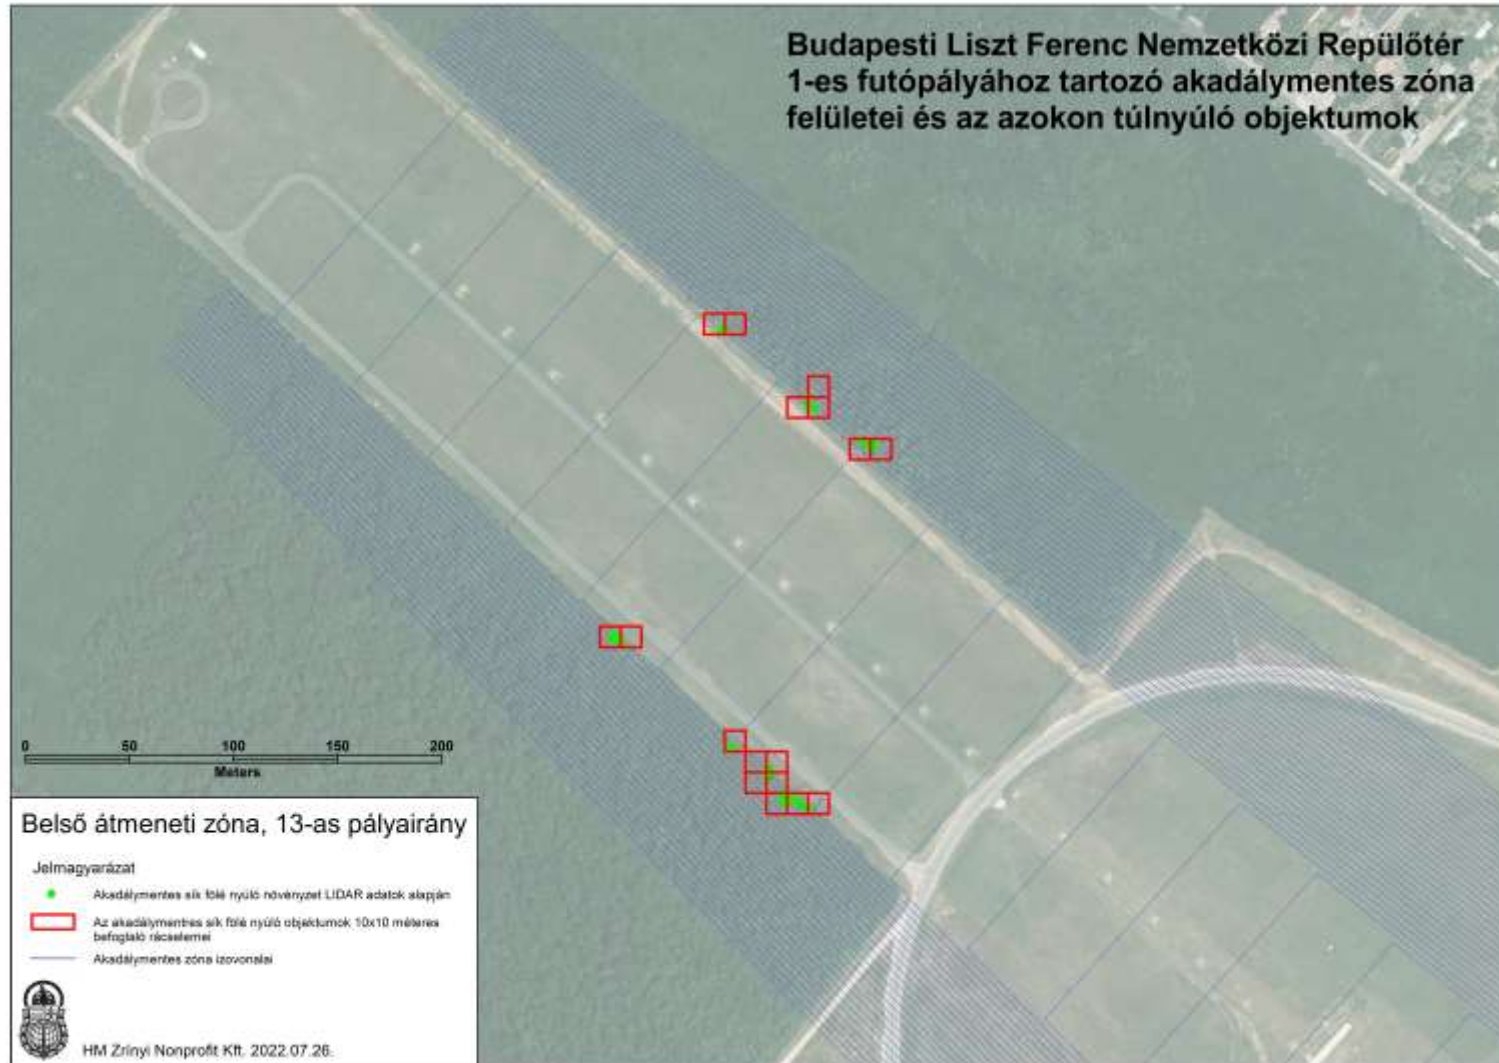 Budapesti Liszt Ferenc Nemzetközi Repülőtér
1-es futópályához tartozó akadálymentes zóna
felületei és az azokon túlnyúló objektumok
0 50 100 150 200
Meters
Belső átmeneti zóna, 13-as pályairány
Jelmagyarázat
Akadálymentes sík fölé nyúló növényzet LIDAR adatok alapján
Az akadálymentres sík fölé nyúló objektumok 10x10 méteres
befoglaló rácselemei
Akadálymentes zóna izovonalai
HM Zrínyi Nonprofit Kft. 2022.07.26.